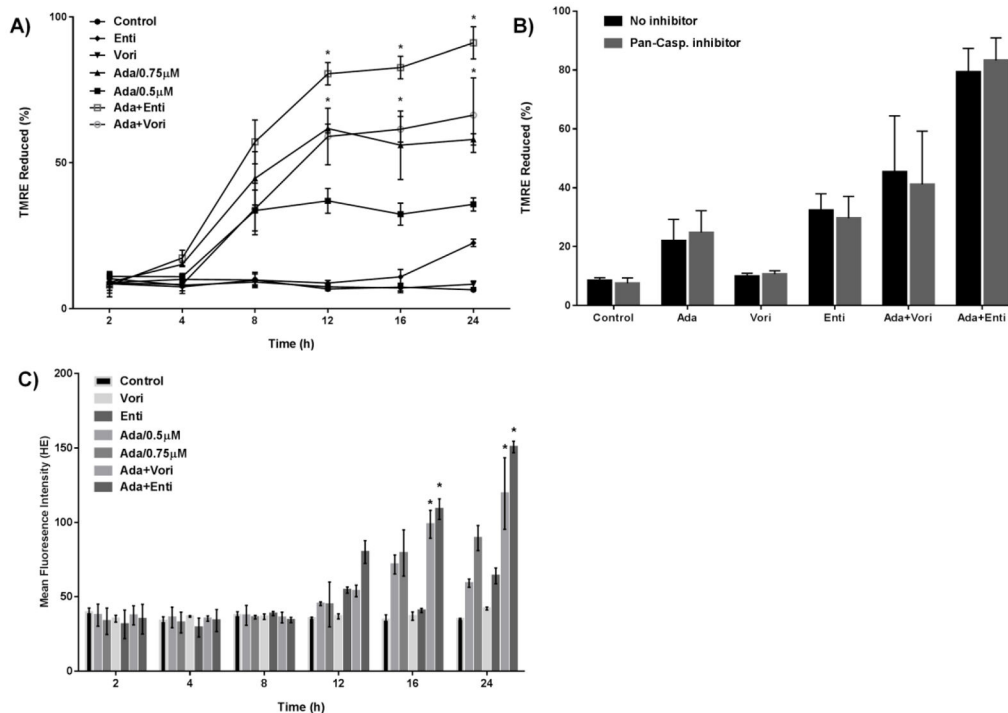 A)
TMRE Reduced (%)
100
50
0
Control
Enti
Vori
Ada/0.75μM
Ada/0.5μM
Ada+Enti
Ada+Vori
* * *
* * *
2 4 8 12 16 24
Time (h)
B)
TMRE Reduced (%)
100
80
60
40
20
0
No inhibitor
Pan-Casp. inhibitor
Control Ada Vori Enti Ada+Vori Ada+Enti
C)
Mean Fluoresence Intensity (HE)
200
150
100
50
0
Control
Vori
Enti
Ada/0.5μM
Ada/0.75μM
Ada+Vori
Ada+Enti
* *
* *
2 4 8 12 16 24
Time (h)